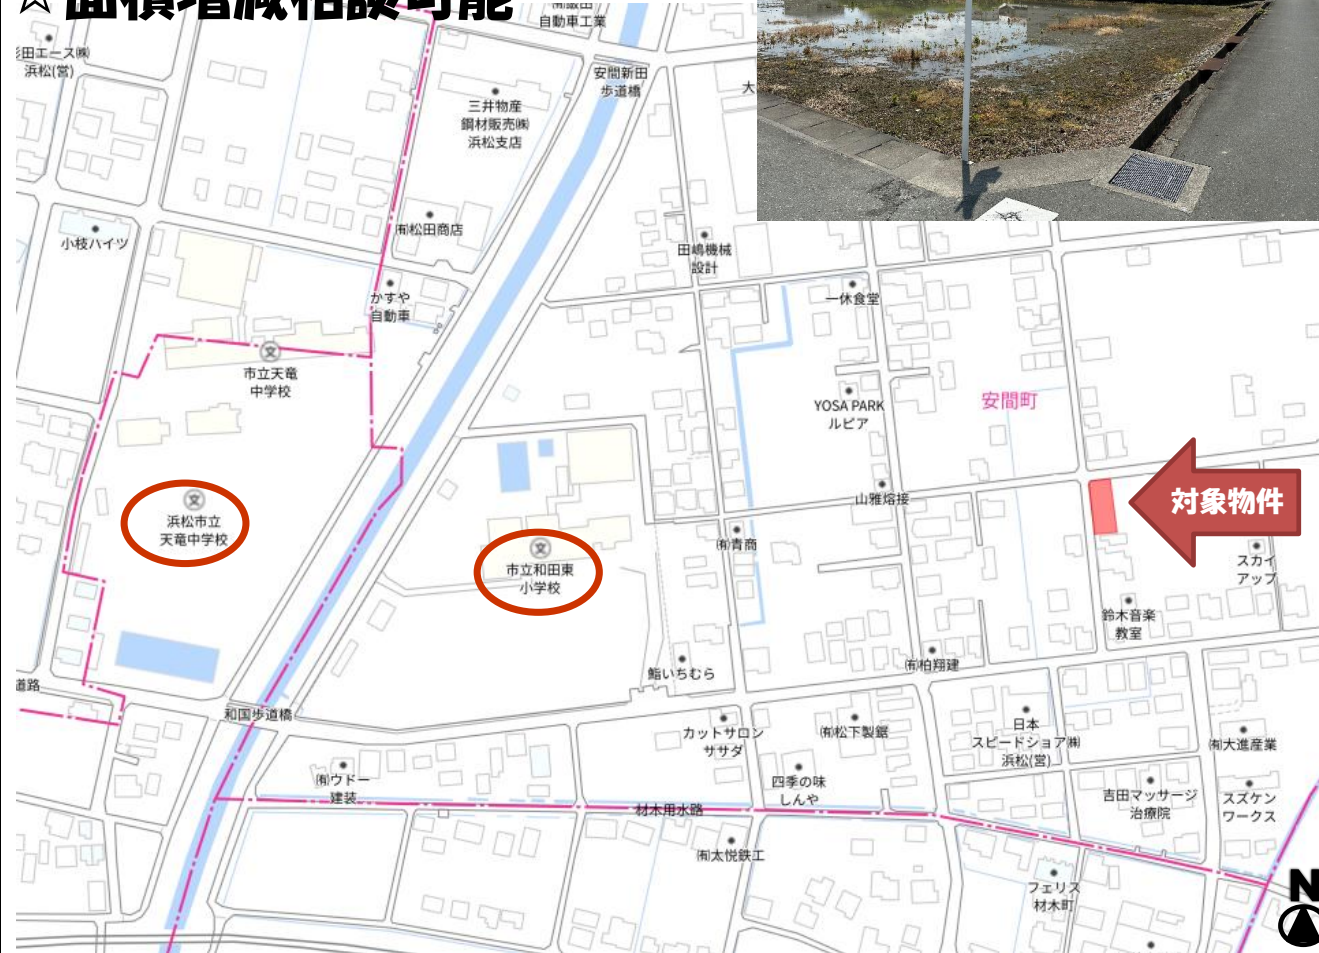 ☆面積増減相談可能
自動車工業
杉田エース㈱
浜松(営)
安間新田
歩道橋
大
三井物産
鋼材販売㈱
浜松支店
㈲松田商店
小枝ハイツ
田嶋機械
設計
かすや
自動車
一休食堂
文
市立天竜
中学校
YOSA PARK
ルピア
安間町
文
浜松市立
天竜中学校
山雅熔接
対象物件
㈲青商
文
市立和田東
小学校
スカイ
アップ
鈴木音楽
教室
㈲柏翔建
鮨いちむら
道路
和国歩道橋
カットサロン
ササダ
㈲松下製鋸
日本
スピードショア㈱
浜松(営)
㈲大進産業
㈲ウドー
建装
四季の味
しんや
吉田マッサージ
治療院
スズケン
ワークス
材木用水路
㈲太悦鉄工
フェリス
材木町
N